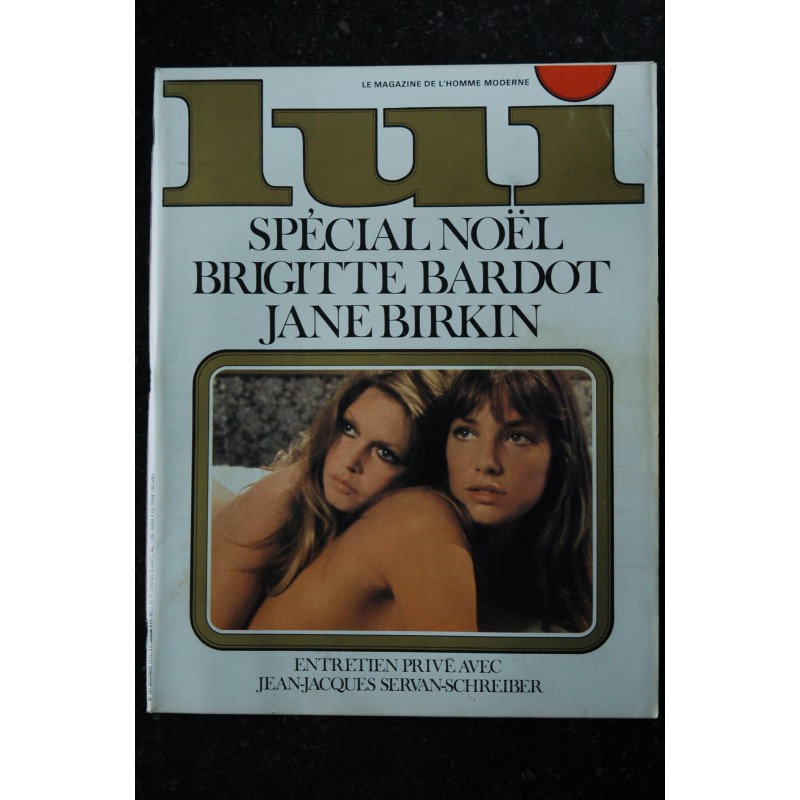 LE MAGAZINE DE L'HOMME MODERNE
lui
SPÉCIAL NOËL
BRIGITTE BARDOT
JANE BIRKIN
ENTRETIEN PRIVÉ AVEC
JEAN-JACQUES SERVAN-SCHREIBER